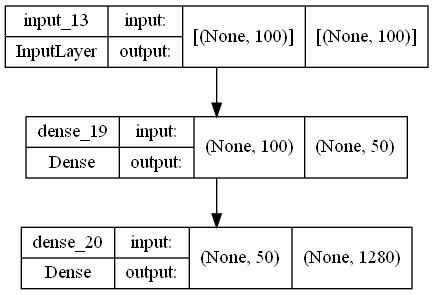 input_13 input: [(None, 100)] [(None, 100)]
InputLayer output:
dense_19 input: (None, 100) (None, 50)
Dense output:
dense_20 input: (None, 50) (None, 1280)
Dense output: